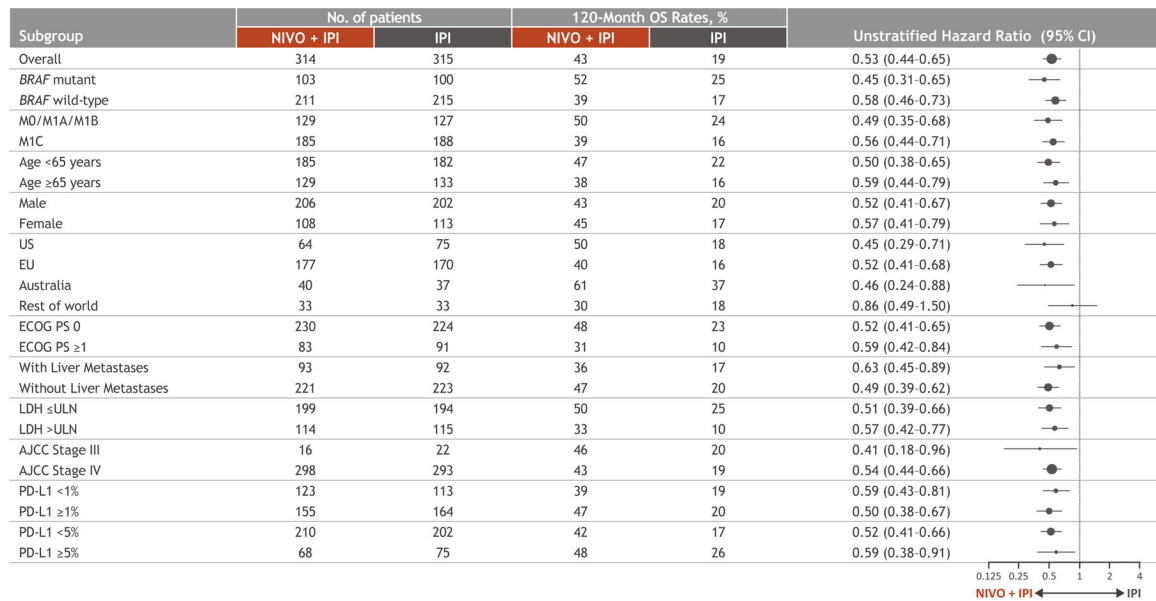 No. of patients 120-Month OS Rates, %
Subgroup NIVO + IPI IPI NIVO + IPI IPI Unstratified Hazard Ratio (95% CI)
Overall 314 315 43 19 0.53 (0.44-0.65)
BRAF mutant 103 100 52 25 0.45 (0.31-0.65)
BRAF wild-type 211 215 39 17 0.58 (0.46-0.73)
M0/M1A/M1B 129 127 50 24 0.49 (0.35-0.68)
M1C 185 188 39 16 0.56 (0.44-0.71)
Age <65 years 185 182 47 22 0.50 (0.38-0.65)
Age ≥65 years 129 133 38 16 0.59 (0.44-0.79)
Male 206 202 43 20 0.52 (0.41-0.67)
Female 108 113 45 17 0.57 (0.41-0.79)
US 64 75 50 18 0.45 (0.29-0.71)
EU 177 170 40 16 0.52 (0.41-0.68)
Australia 40 37 61 37 0.46 (0.24-0.88)
Rest of world 33 33 30 18 0.86 (0.49-1.50)
ECOG PS 0 230 224 48 23 0.52 (0.41-0.65)
ECOG PS ≥1 83 91 31 10 0.59 (0.42-0.84)
With Liver Metastases 93 92 36 17 0.63 (0.45-0.89)
Without Liver Metastases 221 223 47 20 0.49 (0.39-0.62)
LDH ≤ULN 199 194 50 25 0.51 (0.39-0.66)
LDH >ULN 114 115 33 10 0.57 (0.42-0.77)
AJCC Stage III 16 22 46 20 0.41 (0.18-0.96)
AJCC Stage IV 298 293 43 19 0.54 (0.44-0.66)
PD-L1 <1% 123 113 39 19 0.59 (0.43-0.81)
PD-L1 ≥1% 155 164 47 20 0.50 (0.38-0.67)
PD-L1 <5% 210 202 42 17 0.52 (0.41-0.66)
PD-L1 ≥5% 68 75 48 26 0.59 (0.38-0.91)
0.125 0.25 0.5 1 2 4
NIVO + IPI IPI